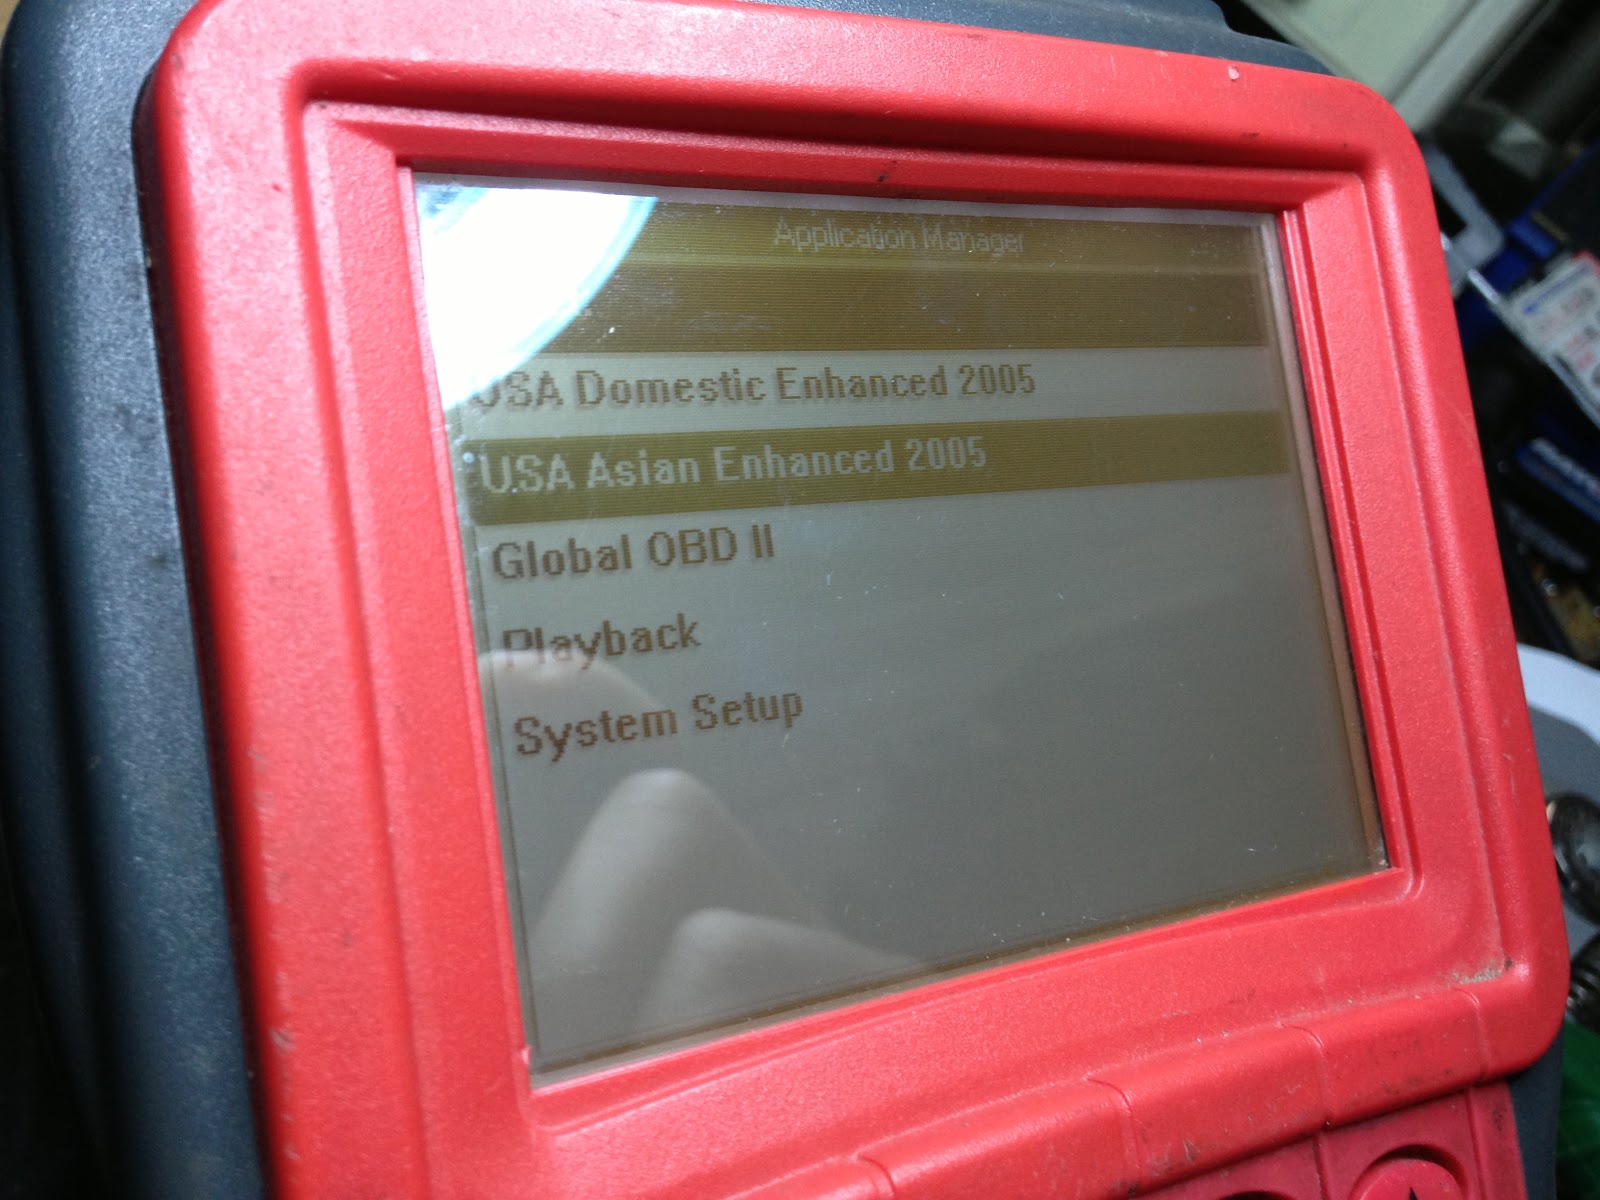 Application Manager
USA Domestic Enhanced 2005
USA Asian Enhanced 2005
Global OBD II
Playback
System Setup